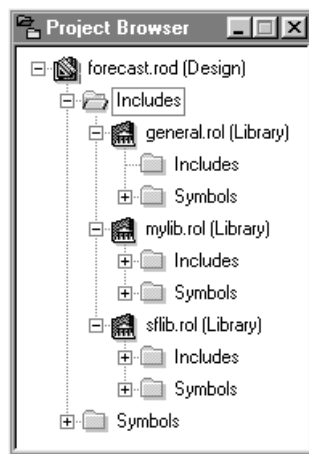 Project Browser
forecast.rod (Design)
Includes
general.rol (Library)
Includes
Symbols
mylib.rol (Library)
Includes
Symbols
sflib.rol (Library)
Includes
Symbols
Symbols